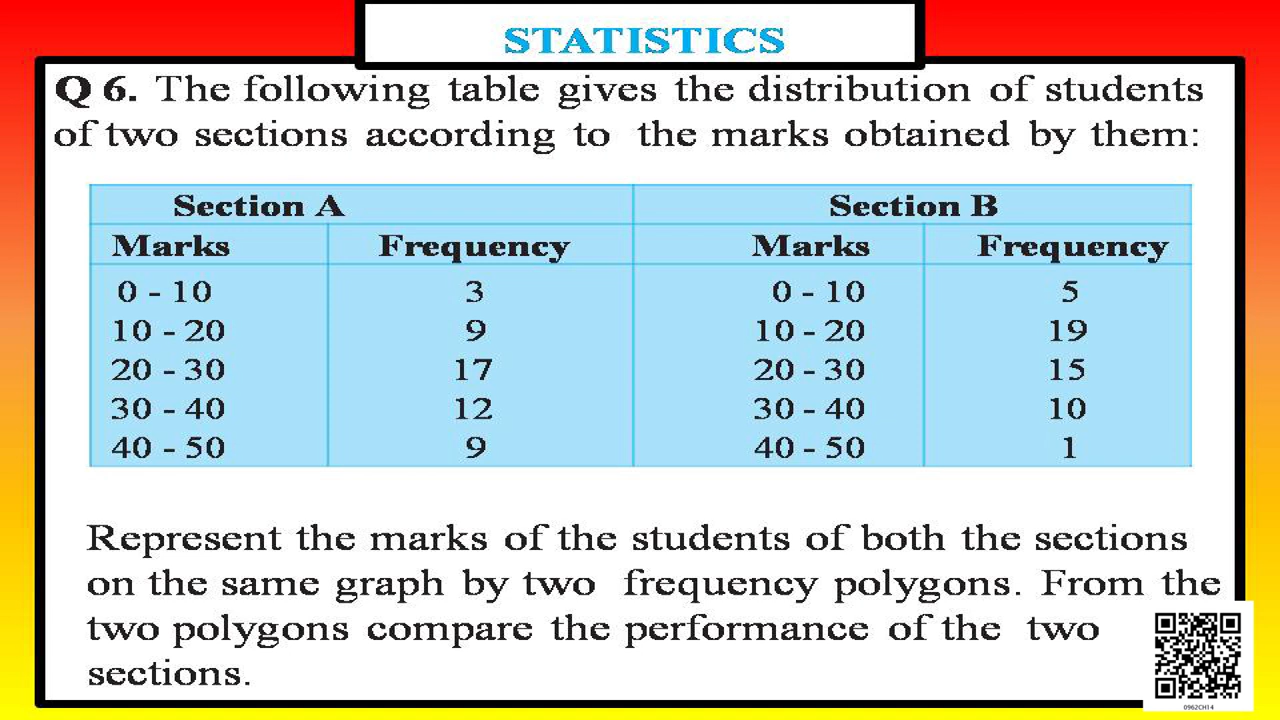 STATISTICS
Q 6. The following table gives the distribution of students
of two sections according to the marks obtained by them:
Section A Section B
Marks Frequency Marks Frequency
0 - 10 3 0 - 10 5
10 - 20 9 10 - 20 19
20 - 30 17 20 - 30 15
30 - 40 12 30 - 40 10
40 - 50 9 40 - 50 1
Represent the marks of the students of both the sections
on the same graph by two frequency polygons. From the
two polygons compare the performance of the two
sections.
0962CH14